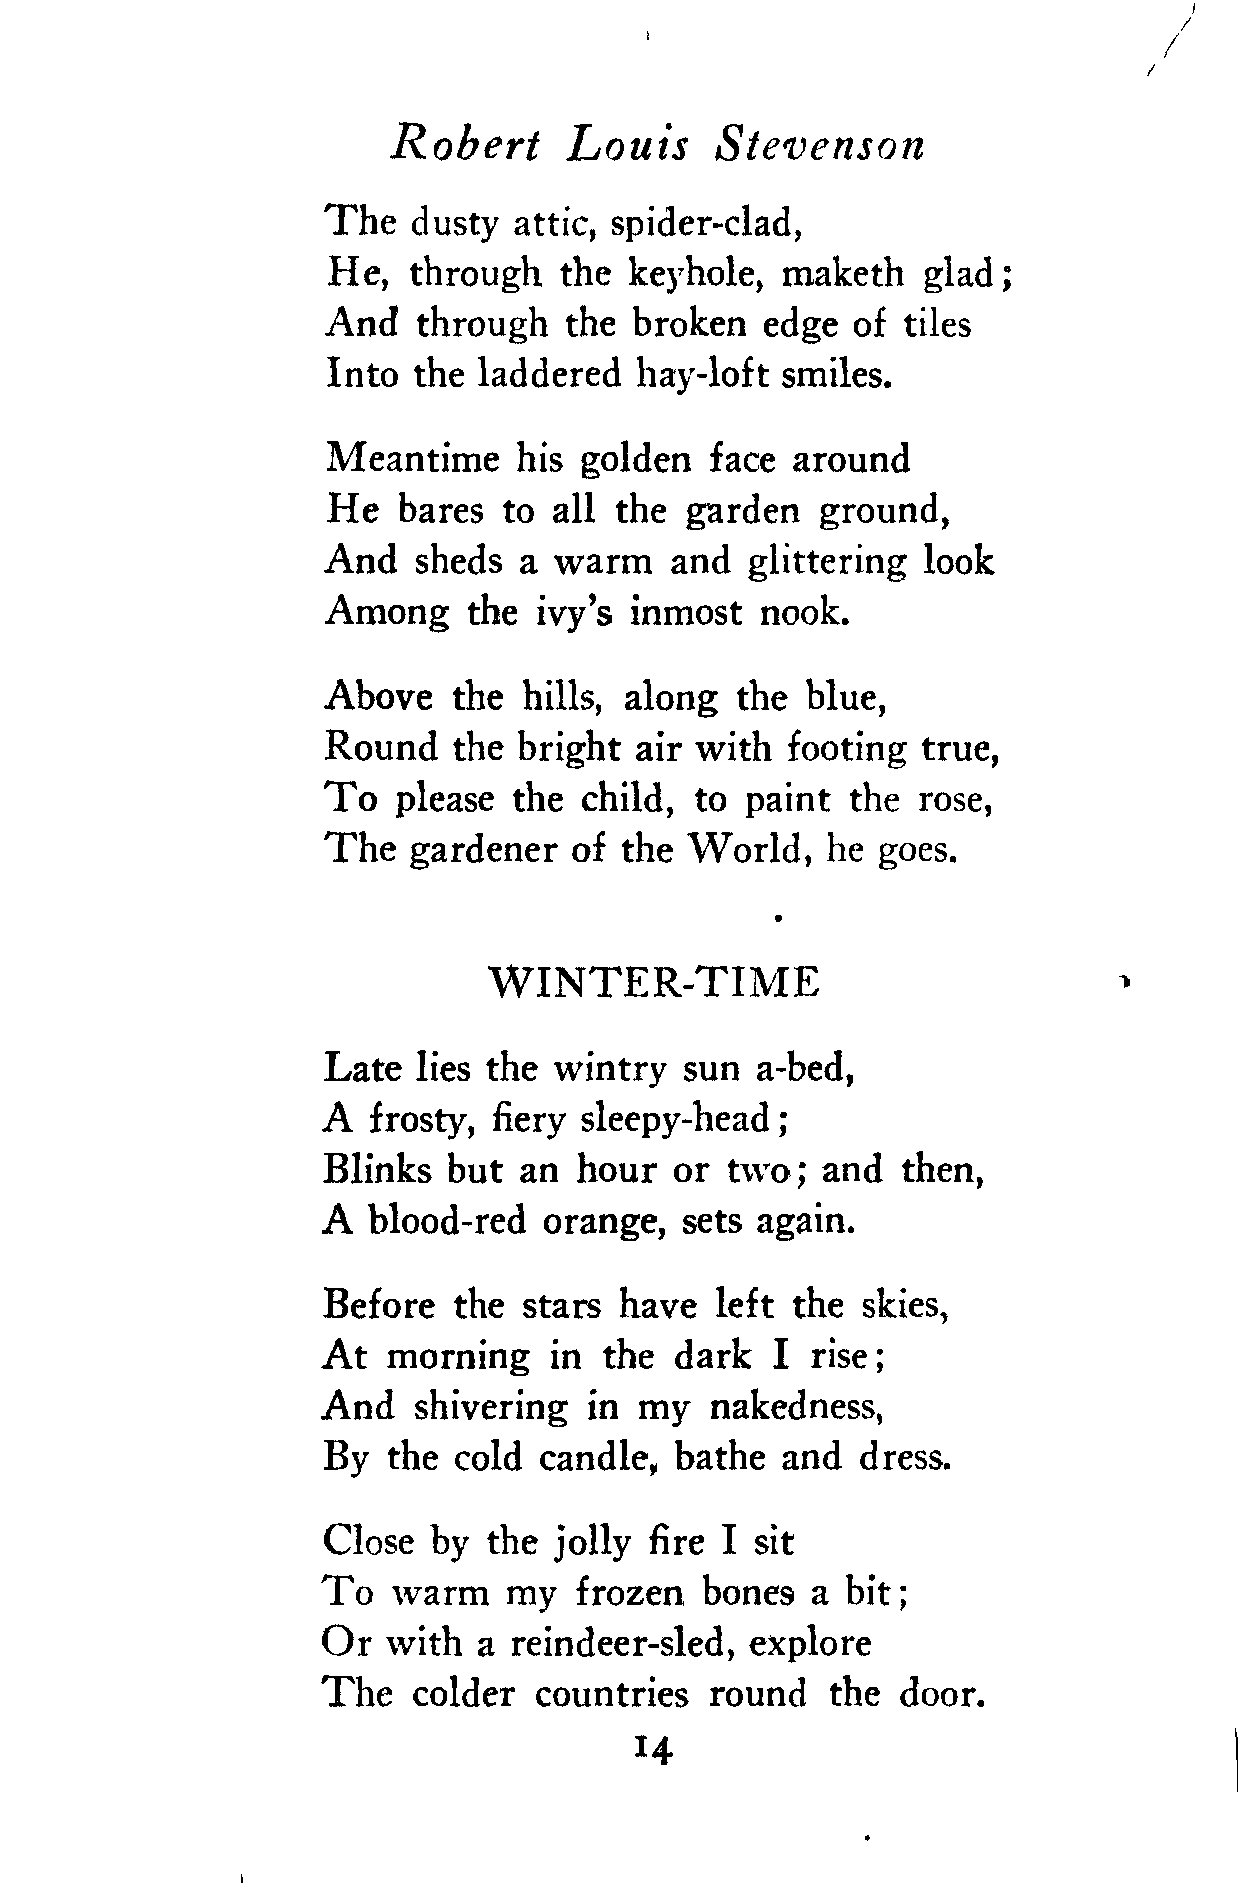 Robert Louis Stevenson
The dusty attic, spider-clad,
He, through the keyhole, maketh glad;
And through the broken edge of tiles
Into the laddered hay-loft smiles.
Meantime his golden face around
He bares to all the garden ground,
And sheds a warm and glittering look
Among the ivy's inmost nook.
Above the hills, along the blue,
Round the bright air with footing true,
To please the child, to paint the rose,
The gardener of the World, he goes.
WINTER-TIME
Late lies the wintry sun a-bed,
A frosty, fiery sleepy-head;
Blinks but an hour or two; and then,
A blood-red orange, sets again.
Before the stars have left the skies,
At morning in the dark I rise;
And shivering in my nakedness,
By the cold candle, bathe and dress.
Close by the jolly fire I sit
To warm my frozen bones a bit;
Or with a reindeer-sled, explore
The colder countries round the door.
14